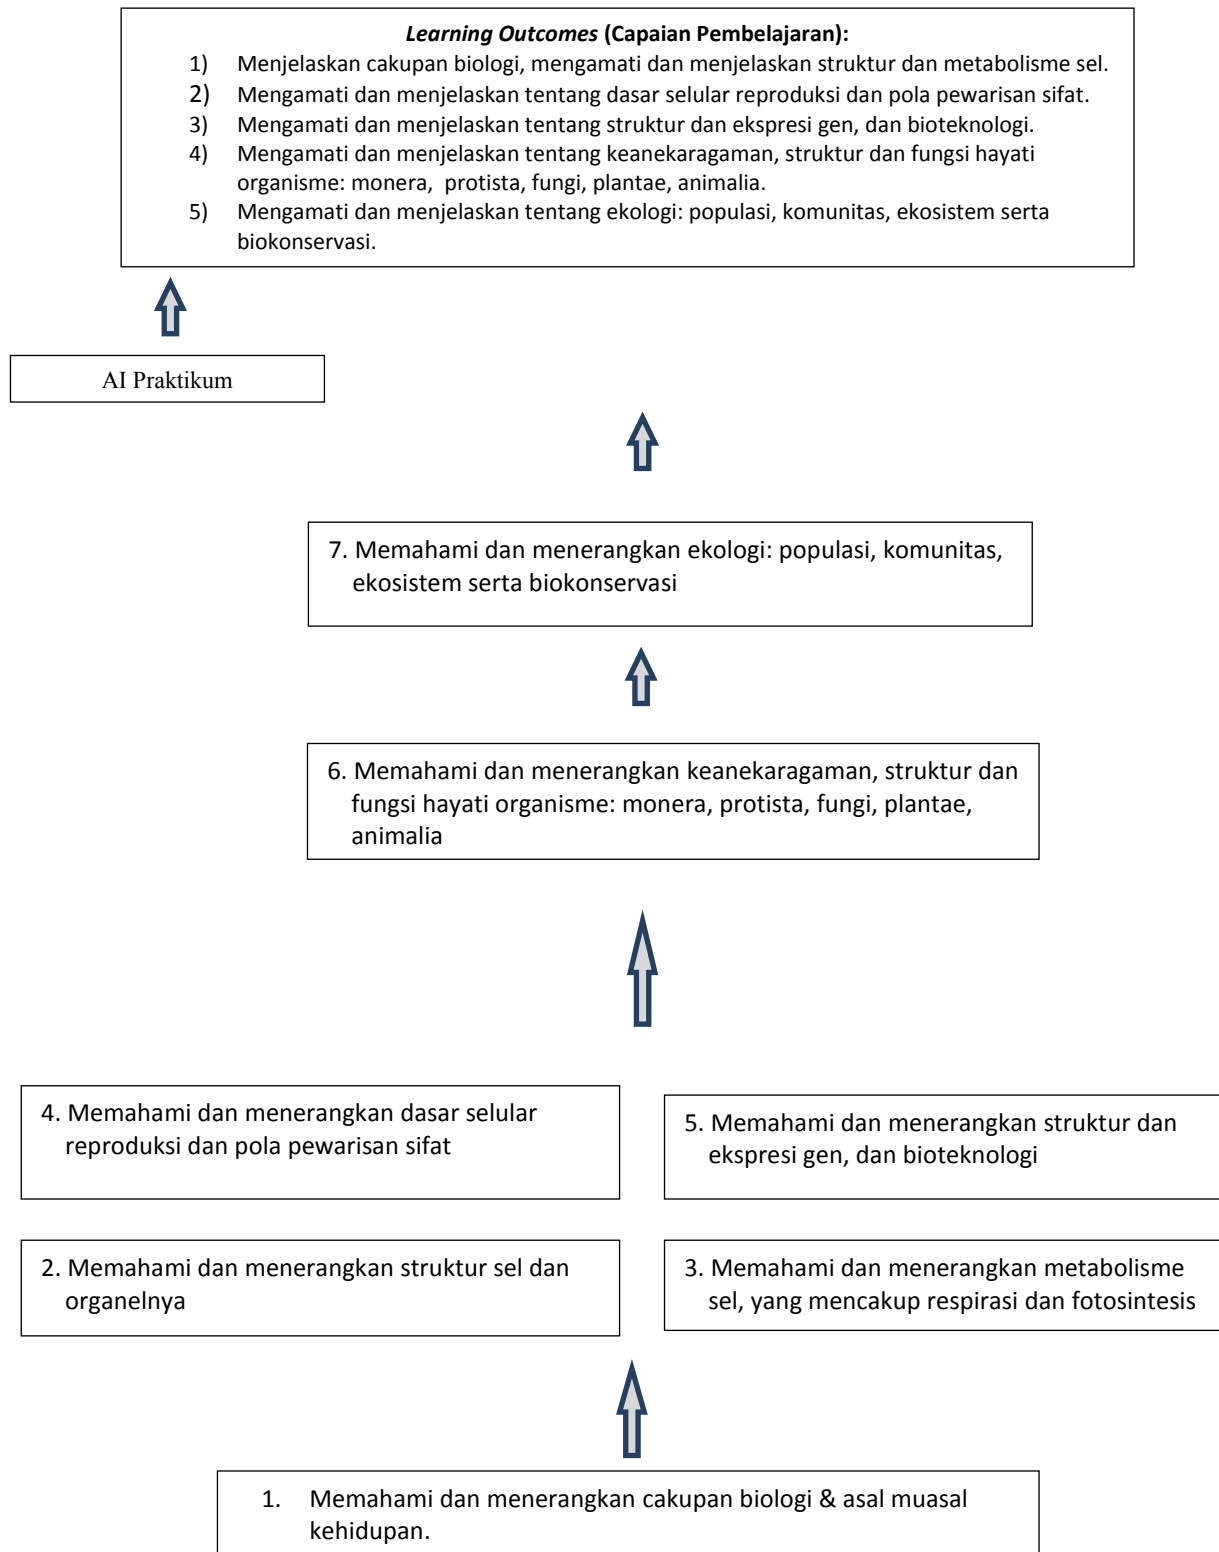 Learning Outcomes (Capaian Pembelajaran):
1) Menjelaskan cakupan biologi, mengamati dan menjelaskan struktur dan metabolisme sel.
2) Mengamati dan menjelaskan tentang dasar selular reproduksi dan pola pewarisan sifat.
3) Mengamati dan menjelaskan tentang struktur dan ekspresi gen, dan bioteknologi.
4) Mengamati dan menjelaskan tentang keanekaragaman, struktur dan fungsi hayati
organisme: monera, protista, fungi, plantae, animalia.
5) Mengamati dan menjelaskan tentang ekologi: populasi, komunitas, ekosistem serta
biokonservasi.
AI Praktikum
7. Memahami dan menerangkan ekologi: populasi, komunitas,
ekosistem serta biokonservasi
6. Memahami dan menerangkan keanekaragaman, struktur dan
fungsi hayati organisme: monera, protista, fungi, plantae,
animalia
4. Memahami dan menerangkan dasar selular
reproduksi dan pola pewarisan sifat
5. Memahami dan menerangkan struktur dan
ekspresi gen, dan bioteknologi
2. Memahami dan menerangkan struktur sel dan
organelnya
3. Memahami dan menerangkan metabolisme
sel, yang mencakup respirasi dan fotosintesis
1. Memahami dan menerangkan cakupan biologi & asal muasal
kehidupan.